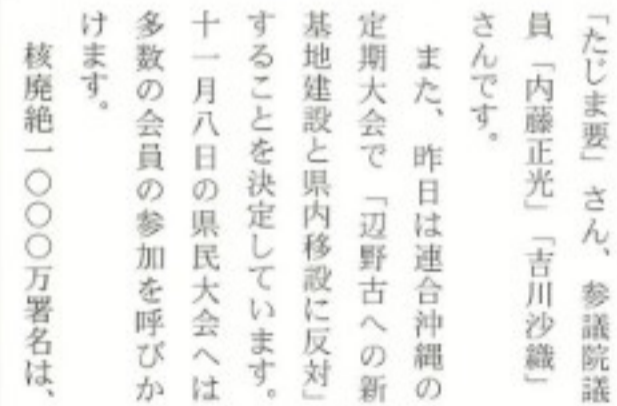 「たじま要」さん、参議院議
員「内藤正光」「吉川沙織」
さんです。
また、昨日は連合沖縄の
定期大会で「辺野古への新
基地建設と県内移設に反対」
することを決定しています。
十一月八日の県民大会へは
多数の会員の参加を呼びか
けます。
核廃絶一〇〇〇万署名は、